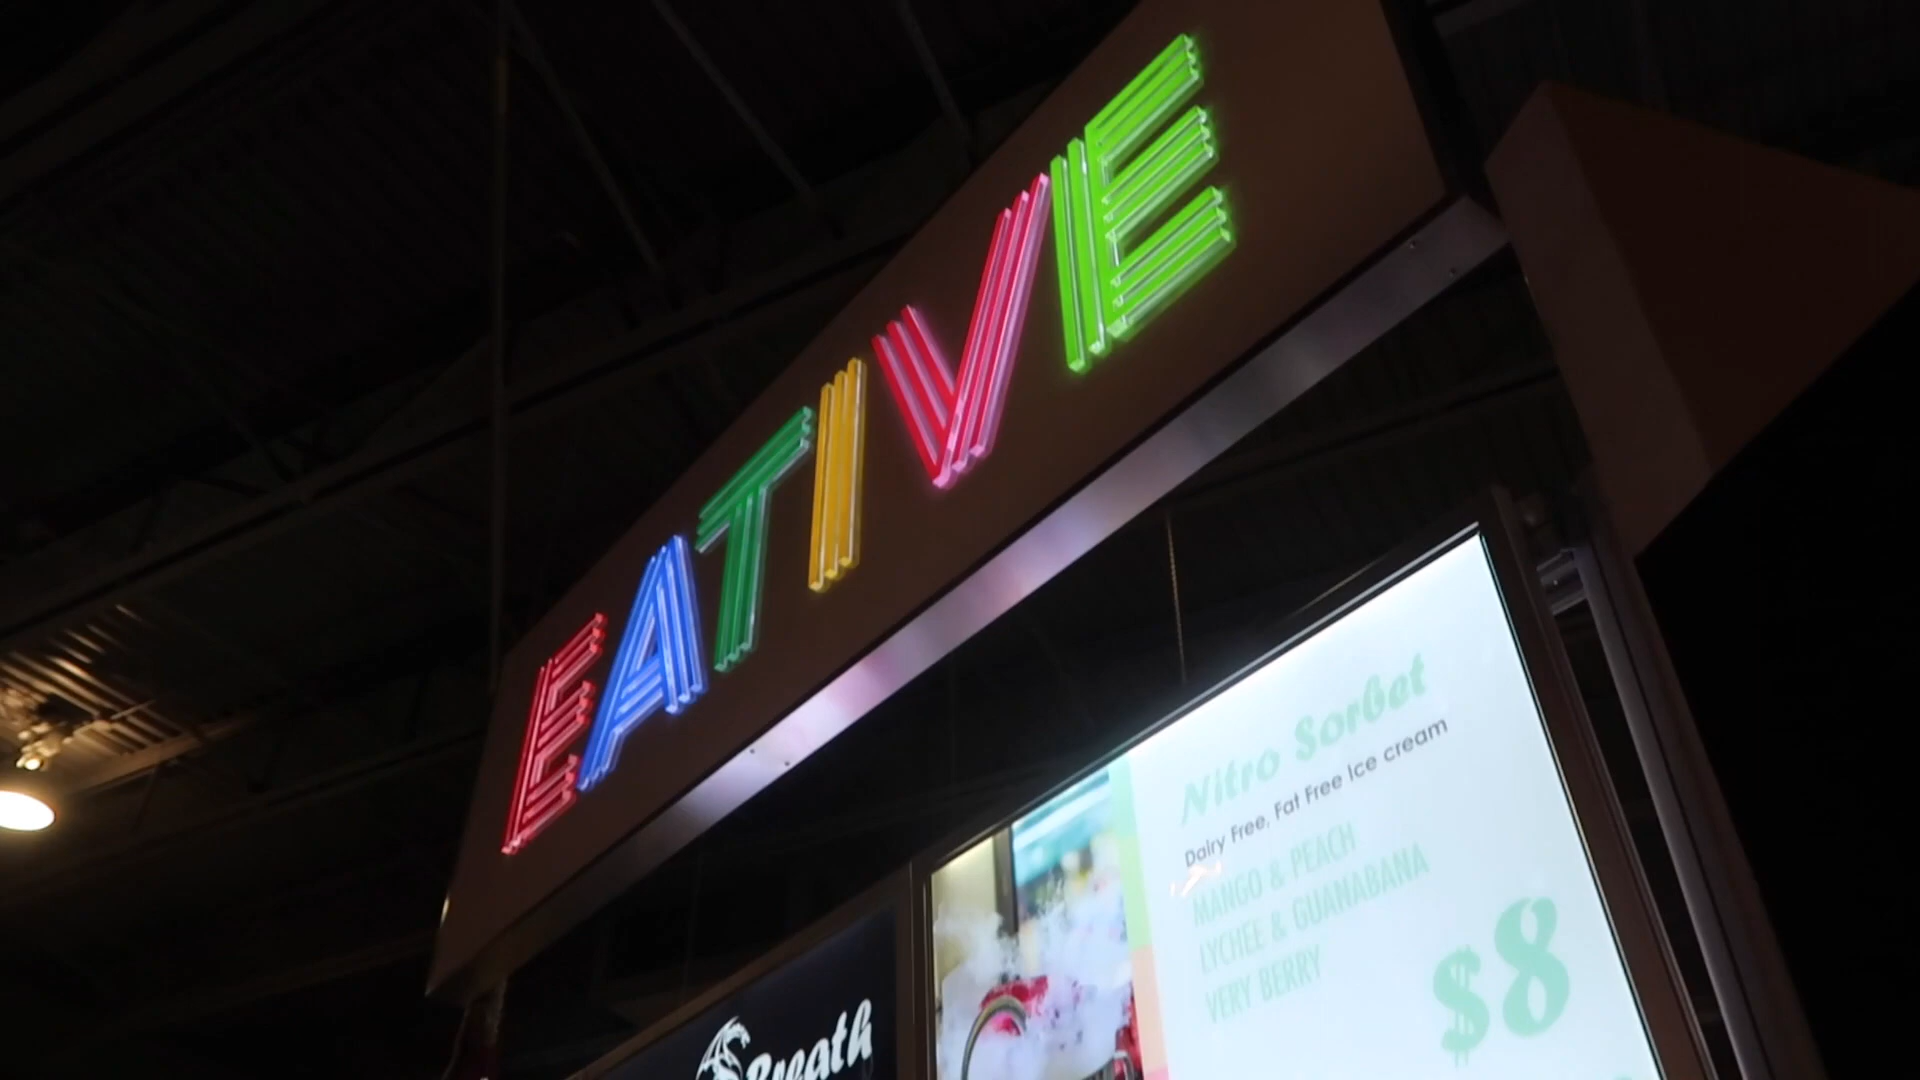 EATIVE
Nitro Sorbet
Dairy Free, Fat Free Ice cream
MANGO & PEACH
LYCHEE & GUANABANA
VERY BERRY
$8
Breath